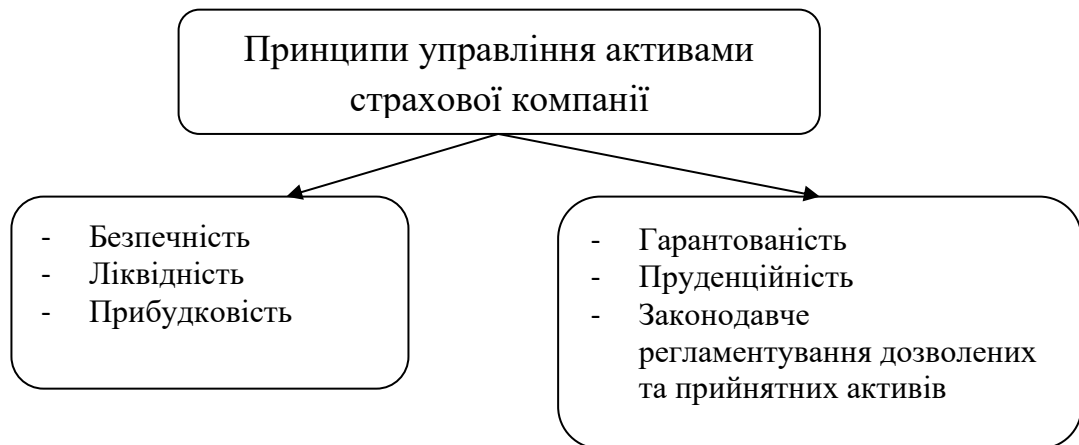 Принципи управління активами
страхової компанії
- Безпечність
- Ліквідність
- Прибудковість
- Гарантованість
- Пруденційність
- Законодавче
регламентування дозволених
та прийнятних активів